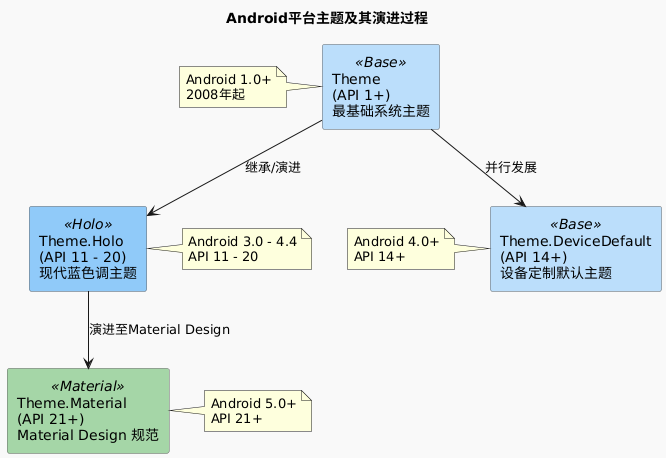 Android平台主题及其演进过程
Android 1.0+
2008年起
«Base»
Theme
(API 1+)
最基础系统主题
继承/演进
并行发展
«Holo»
Theme.Holo
(API 11 - 20)
现代蓝色调主题
Android 3.0 - 4.4
API 11 - 20
Android 4.0+
API 14+
«Base»
Theme.DeviceDefault
(API 14+)
设备定制默认主题
演进至Material Design
«Material»
Theme.Material
(API 21+)
Material Design 规范
Android 5.0+
API 21+